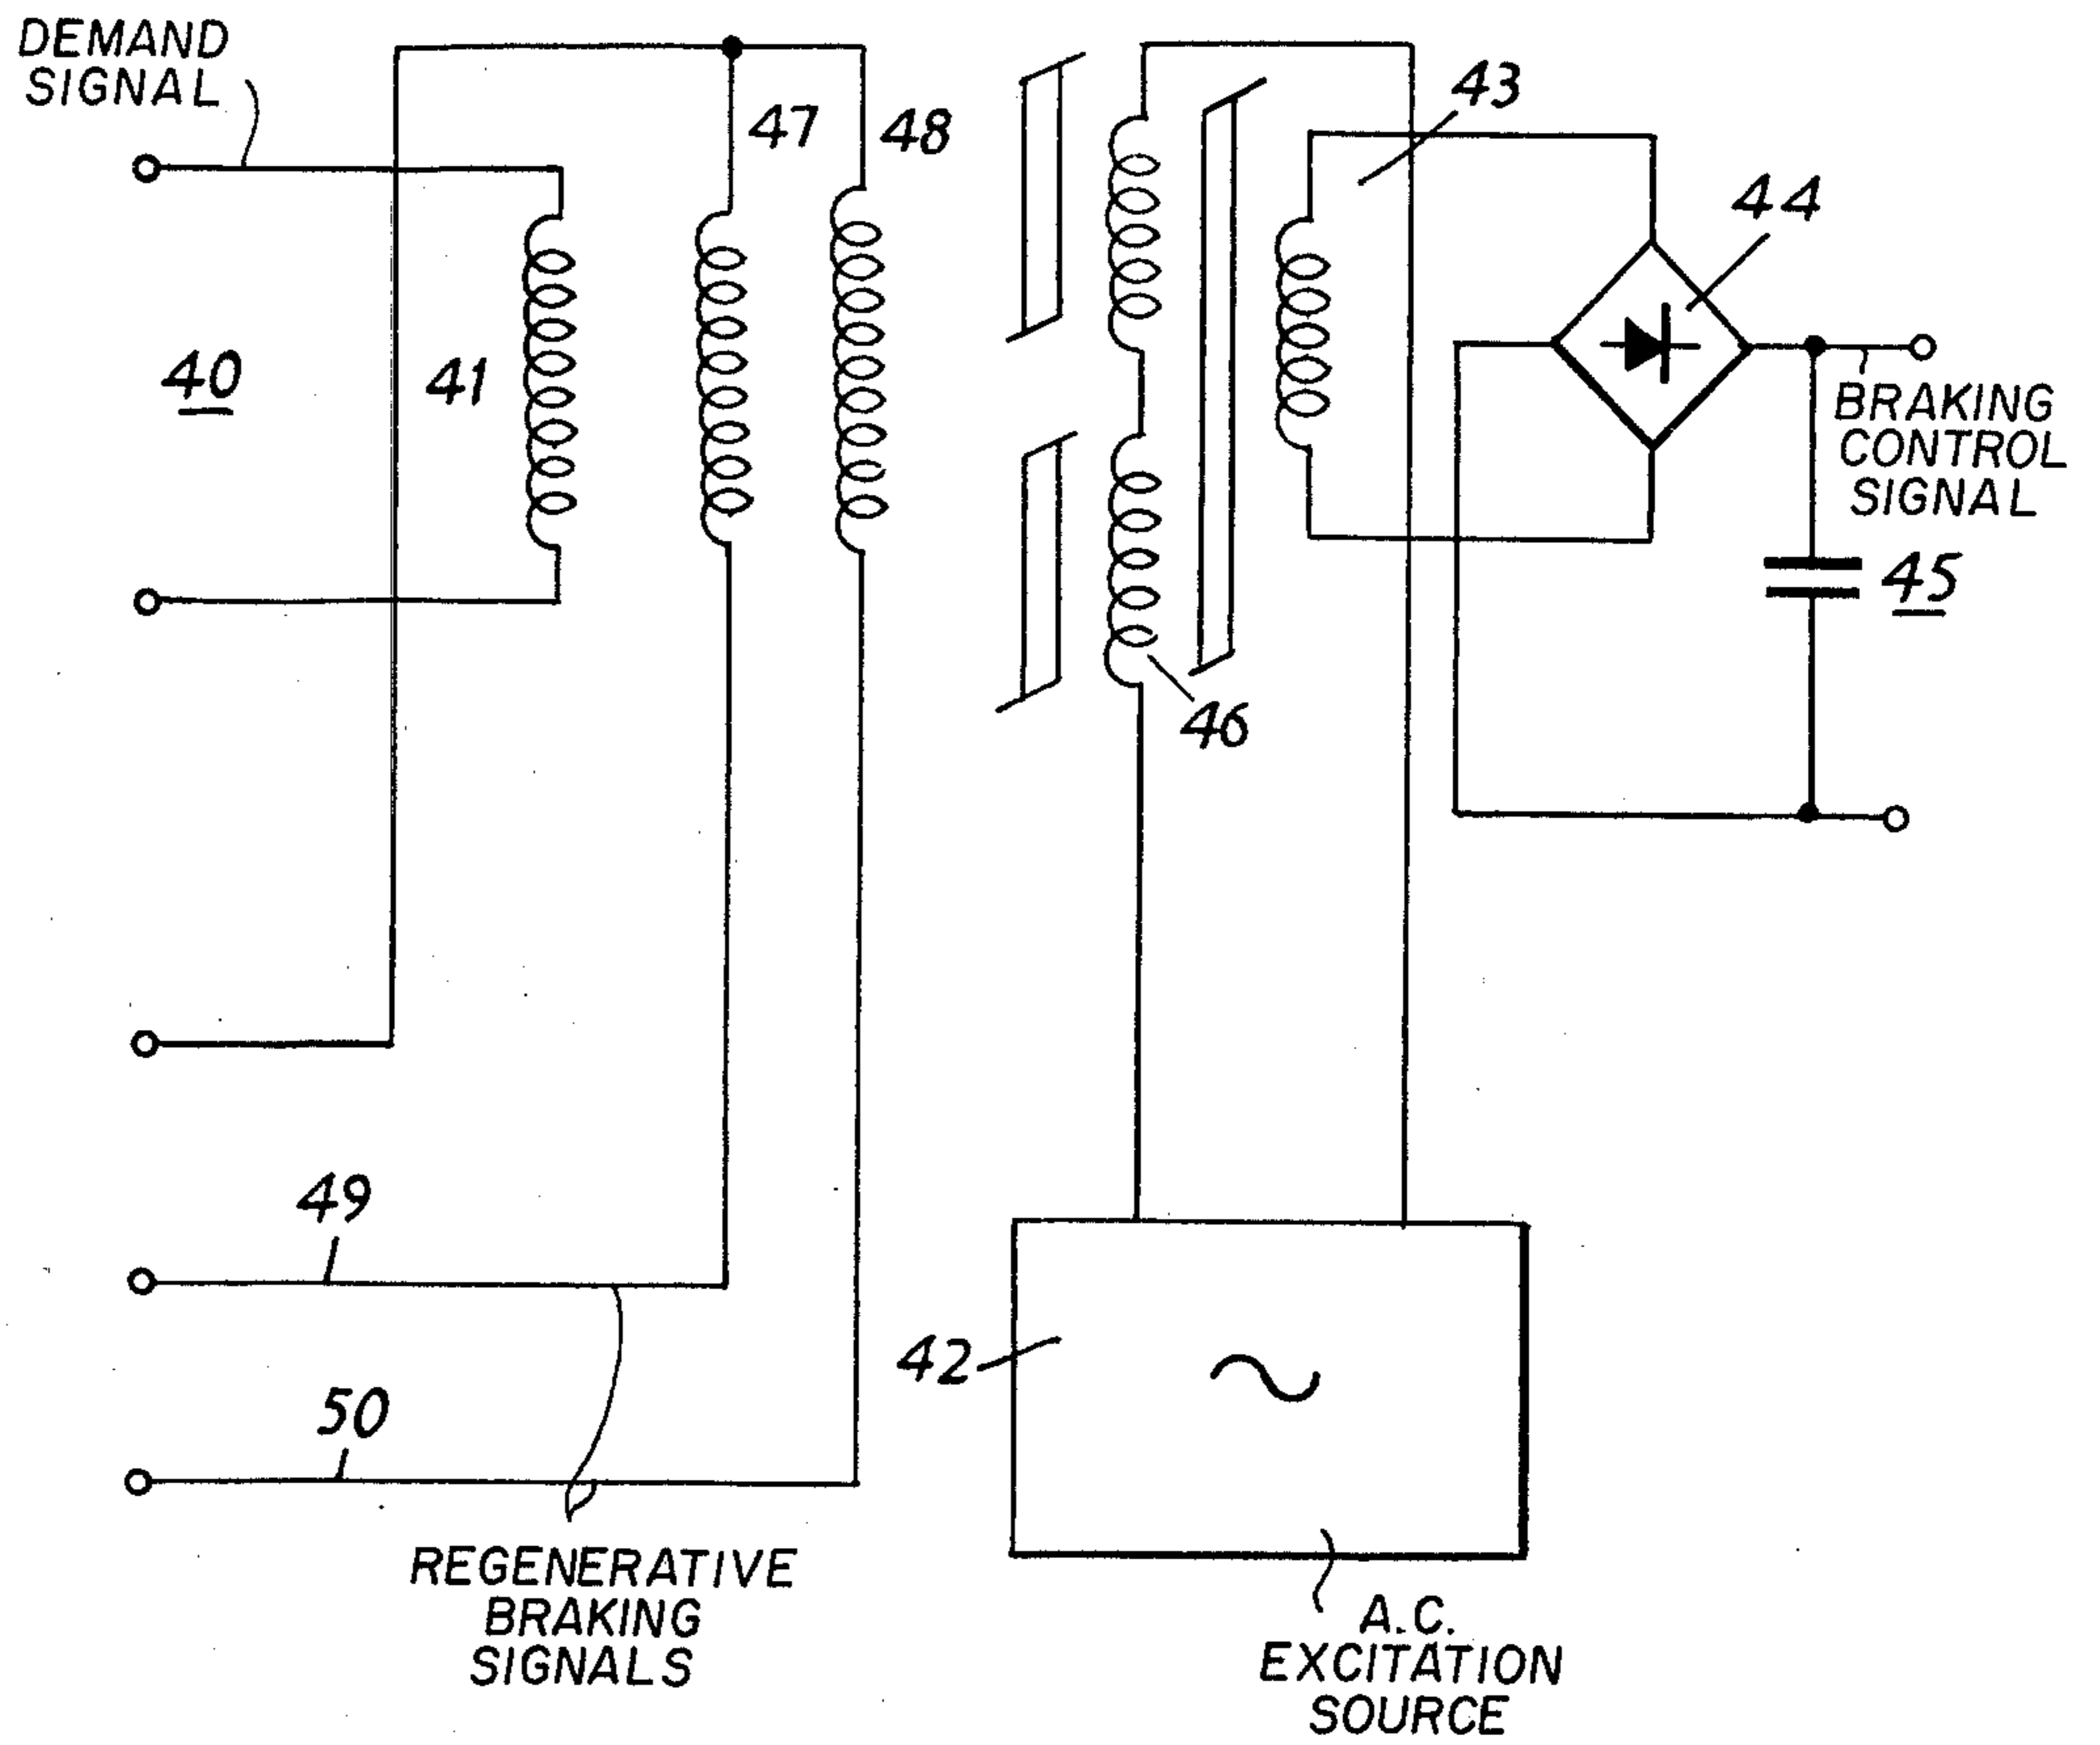 DEMAND
SIGNAL
47
48
43
44
40
41
BRAKING
CONTROL
SIGNAL
45
46
49
42
50
REGENERATIVE
BRAKING
SIGNALS
A.C.
EXCITATION
SOURCE